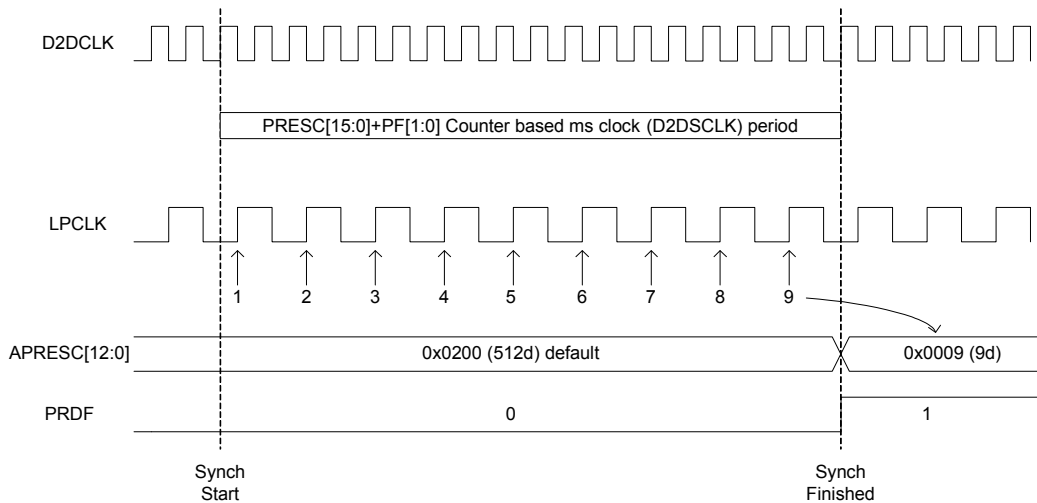 D2DCLK
PRESC[15:0]+PF[1:0] Counter based ms clock (D2DSCLK) period
LPCLK
1 2 3 4 5 6 7 8 9
APRESC[12:0] 0x0200 (512d) default 0x0009 (9d)
PRDF 0 1
Synch Start
Synch Finished